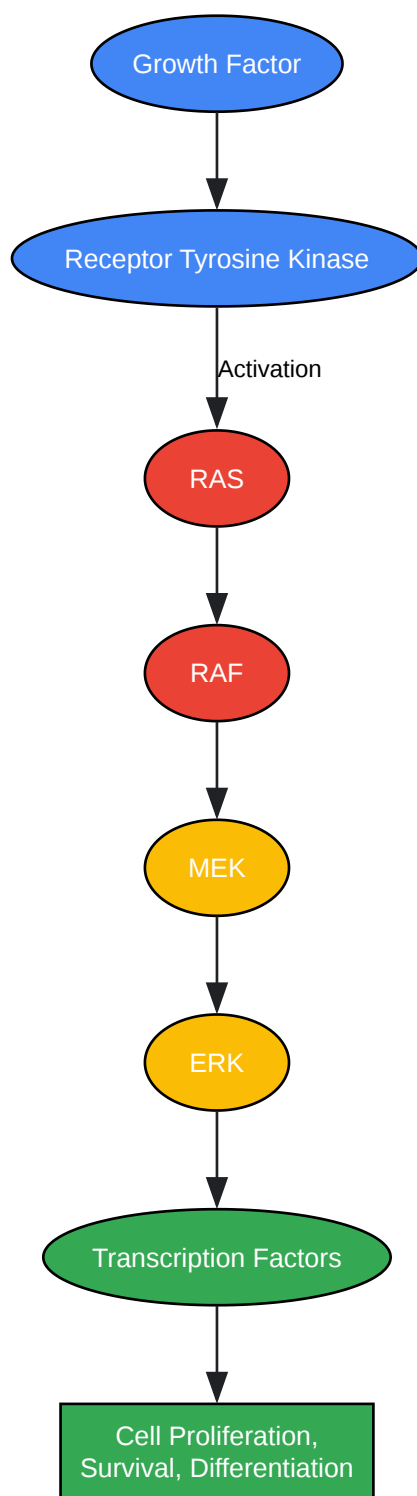 Growth Factor
Receptor Tyrosine Kinase
Activation
RAS
RAF
MEK
ERK
Transcription Factors
Cell Proliferation,
Survival, Differentiation